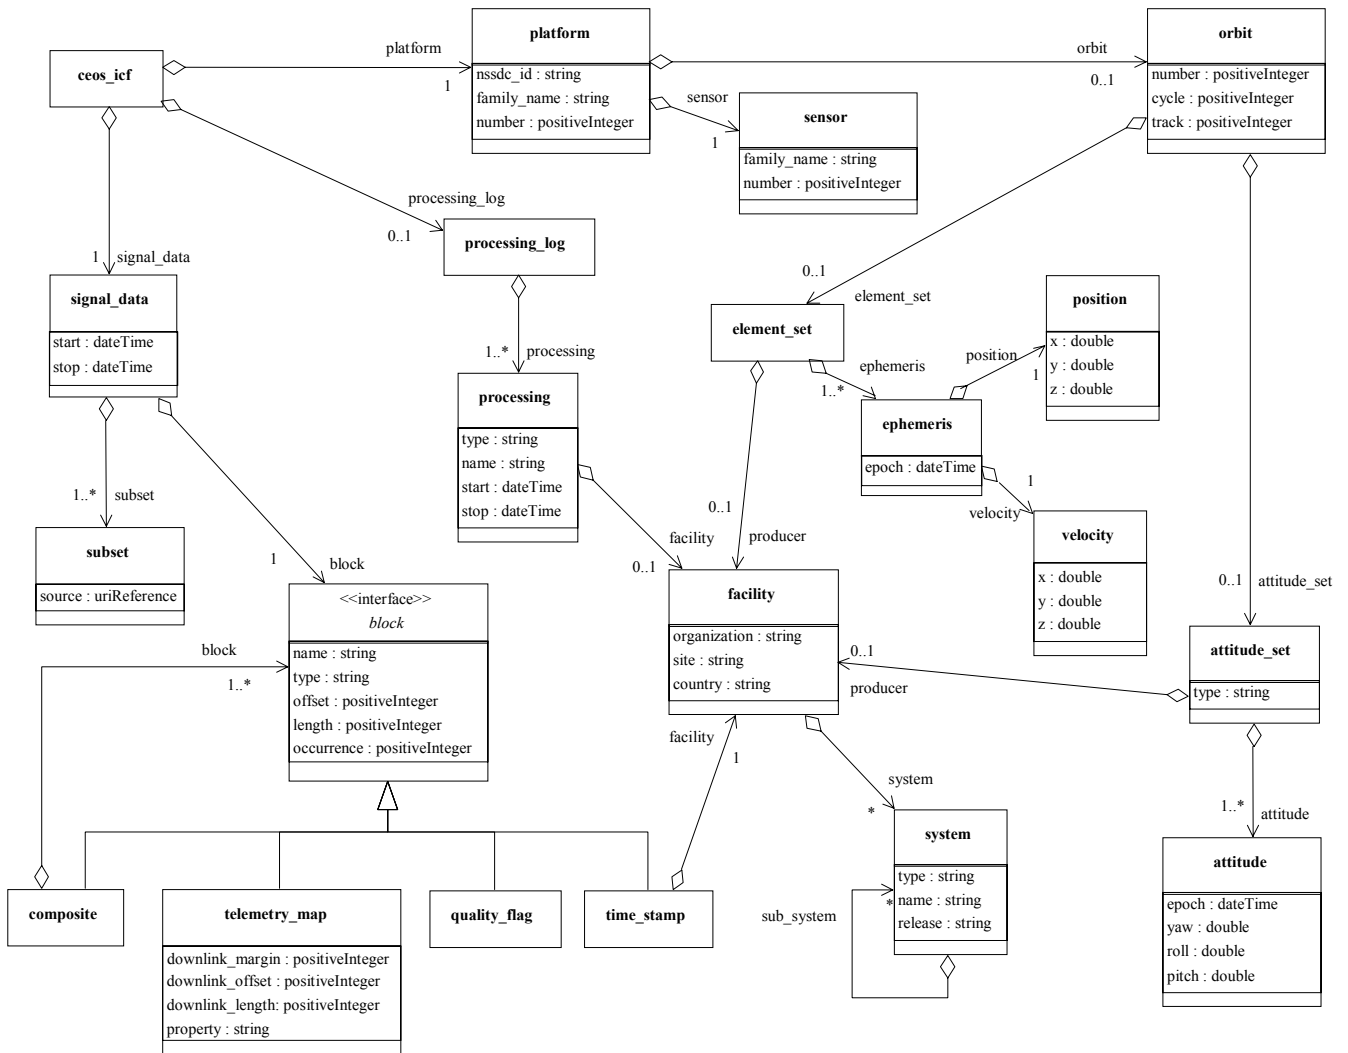 platform
nssdc_id : string
family_name : string
number : positiveInteger
orbit
number : positiveInteger
cycle : positiveInteger
track : positiveInteger
ceos_icf
platform
1
orbit
0..1
sensor
1
sensor
family_name : string
number : positiveInteger
processing_log
0..1
processing_log
1
signal_data
signal_data
start : dateTime
stop : dateTime
0..1
element_set
element_set
position
x : double
y : double
z : double
1..*
processing
processing
type : string
name : string
start : dateTime
stop : dateTime
ephemeris
1..*
position
1
ephemeris
epoch : dateTime
1
velocity
velocity
x : double
y : double
z : double
1..*
subset
subset
source : uriReference
0..1
producer
facility
0..1
1
block
<<interface>>
block
name : string
type : string
offset : positiveInteger
length : positiveInteger
occurrence : positiveInteger
facility
organization : string
site : string
country : string
0..1
attitude_set
attitude_set
type : string
0..1
producer
block
1..*
facility
1
system
*
system
type : string
name : string
release : string
sub_system
*
1..*
attitude
attitude
epoch : dateTime
yaw : double
roll : double
pitch : double
composite
telemetry_map
downlink_margin : positiveInteger
downlink_offset : positiveInteger
downlink_length: positiveInteger
property : string
quality_flag
time_stamp